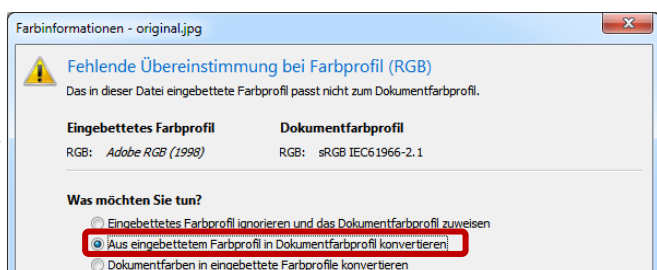 Farbinformationen - original.jpg
Fehlende Übereinstimmung bei Farbprofil (RGB)
Das in dieser Datei eingebettete Farbprofil passt nicht zum Dokumentfarbprofil.
Eingebettetes Farbprofil Dokumentfarbprofil
RGB: Adobe RGB (1998) RGB: sRGB IEC61966-2.1
Was möchten Sie tun?
Eingebettetes Farbprofil ignorieren und das Dokumentfarbprofil zuweisen
Aus eingebettetem Farbprofil in Dokumentfarbprofil konvertieren
Dokumentfarben in eingebettete Farbprofile konvertieren